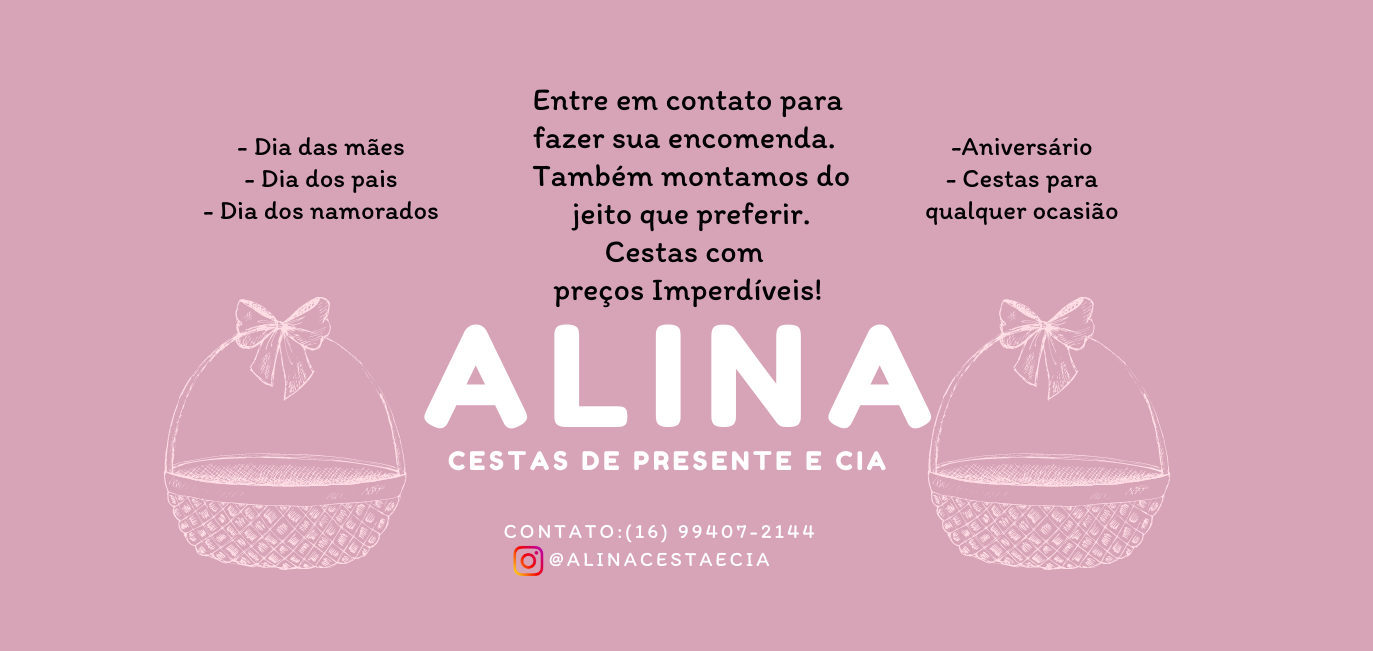 - Dia das mães
- Dia dos pais
- Dia dos namorados
Entre em contato para
fazer sua encomenda.
Também montamos do
jeito que preferir.
Cestas com
preços Imperdíveis!
-Aniversário
- Cestas para
qualquer ocasião
ALINA
CESTAS DE PRESENTE E CIA
CONTATO:(16) 99407-2144
@ALINACESTAECIA